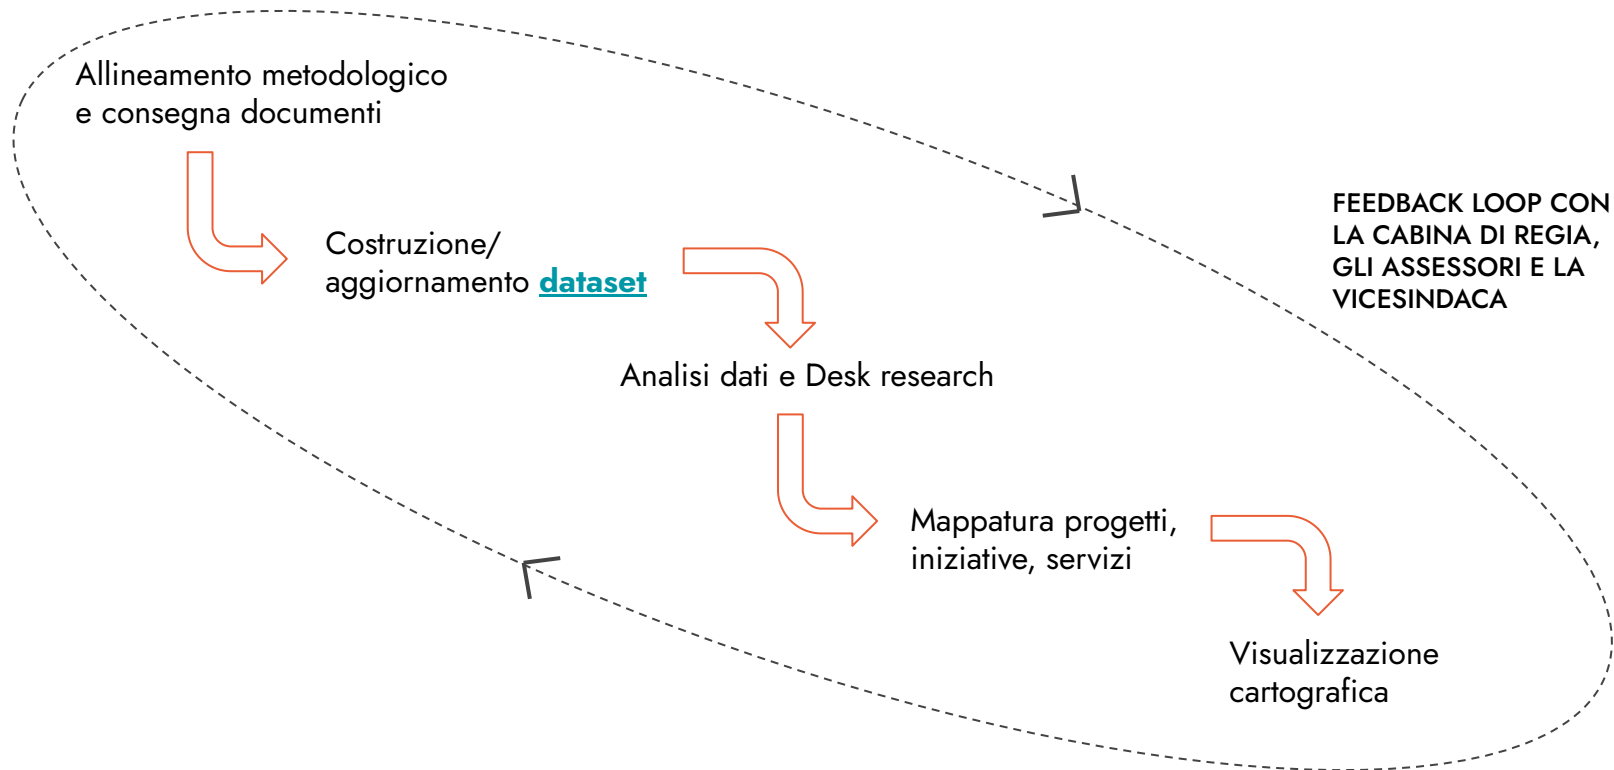 Allineamento metodologico
e consegna documenti
FEEDBACK LOOP CON
LA CABINA DI REGIA,
GLI ASSESSORI E LA
VICESINDACA
Costruzione/
aggiornamento dataset
Analisi dati e Desk research
Mappatura progetti,
iniziative, servizi
Visualizzazione
cartografica